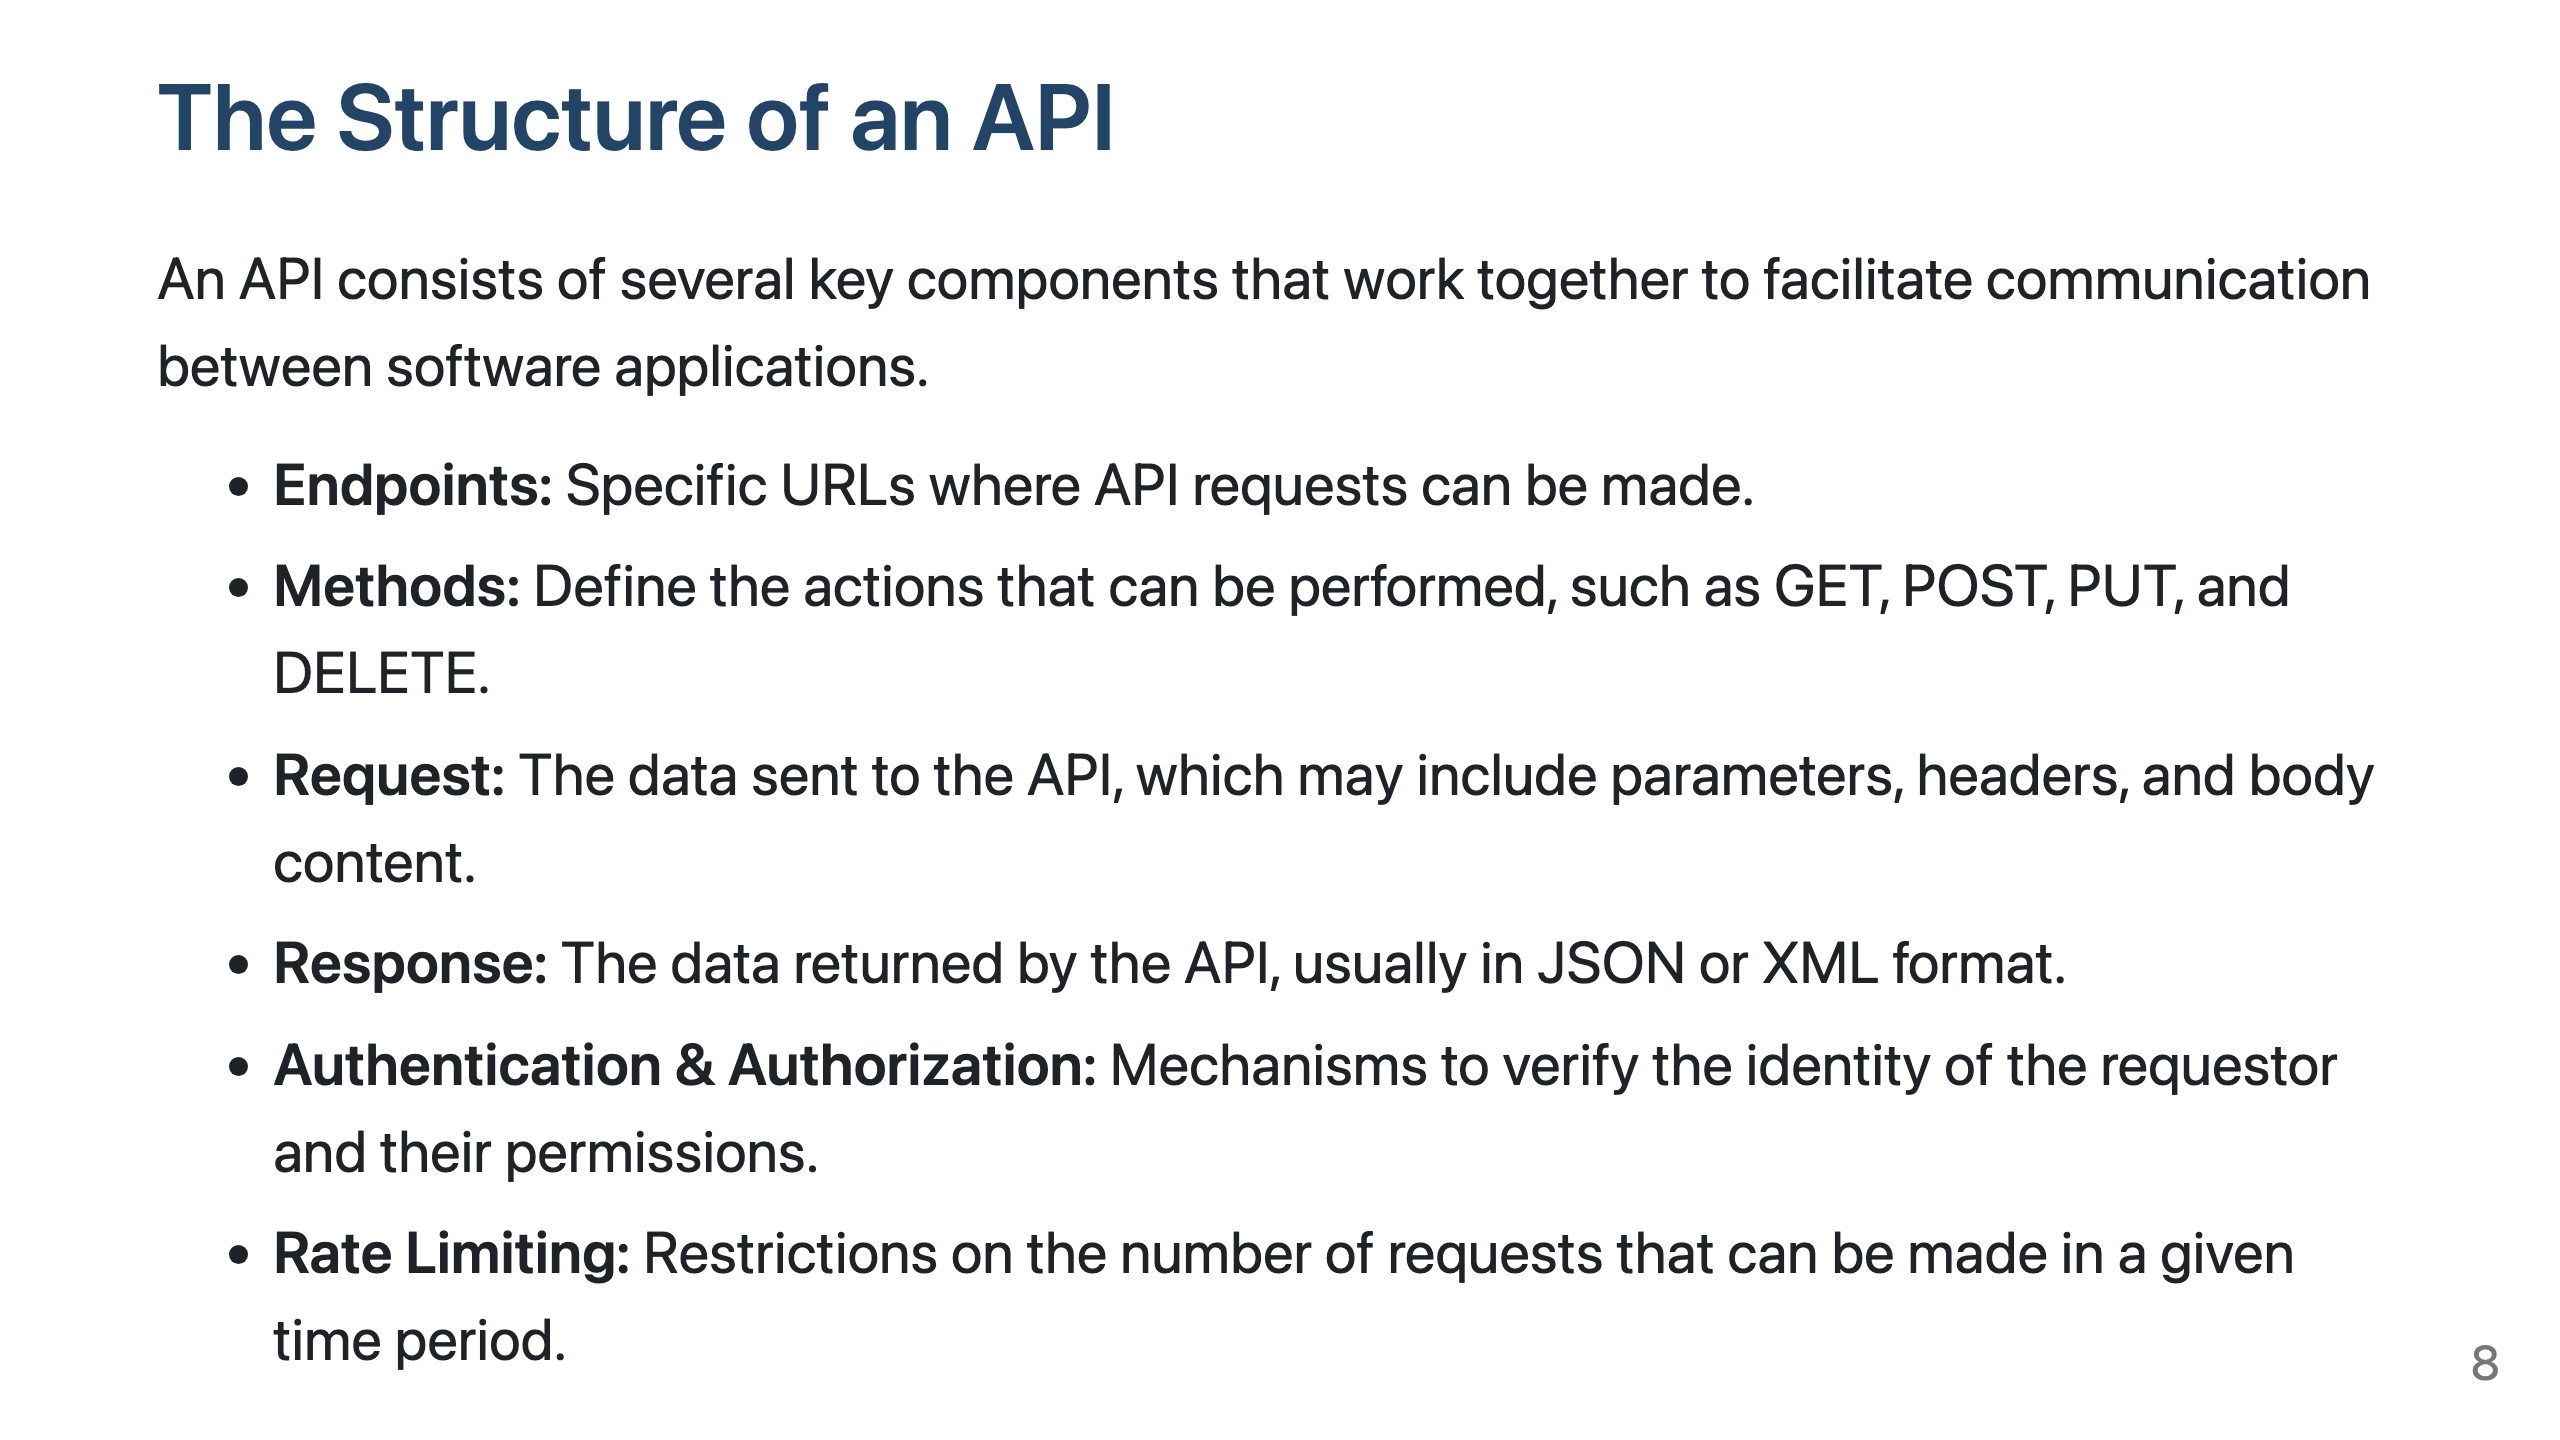 The Structure of an API
An API consists of several key components that work together to facilitate communication
between software applications.
• Endpoints: Specific URLs where API requests can be made.
• Methods: Define the actions that can be performed, such as GET, POST, PUT, and
DELETE.
• Request: The data sent to the API, which may include parameters, headers, and body
content.
• Response: The data returned by the API, usually in JSON or XML format.
• Authentication & Authorization: Mechanisms to verify the identity of the requestor
and their permissions.
• Rate Limiting: Restrictions on the number of requests that can be made in a given
time period.
8